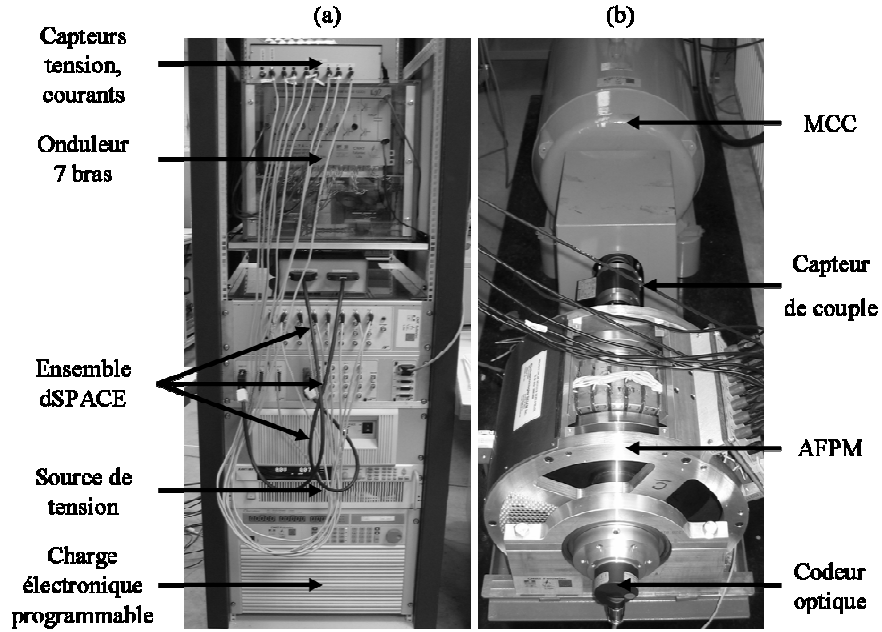 (a)
(b)
Capteurs
tension,
courants
Onduleur
7 bras
Ensemble
dSPACE
Source de
tension
Charge
électronique
programmable
MCC
Capteur
de couple
AFPM
Codeur
optique